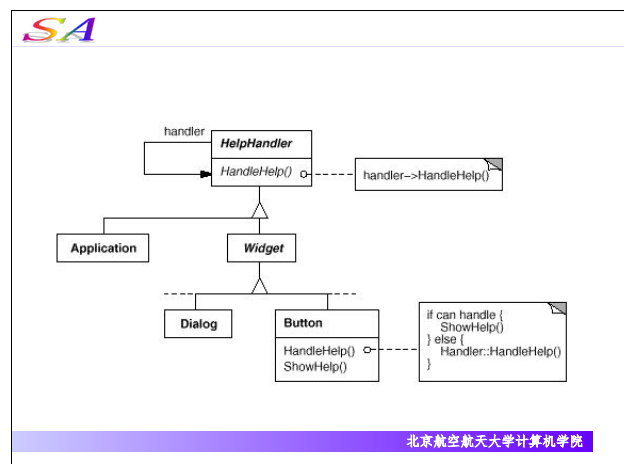 SA
handler
HelpHandler
HandleHelp()
handler->HandleHelp()
Application
Widget
Dialog
Button
HandleHelp()
ShowHelp()
if can handle {
ShowHelp()
} else {
Handler::HandleHelp()
}
北京航空航天大学计算机学院